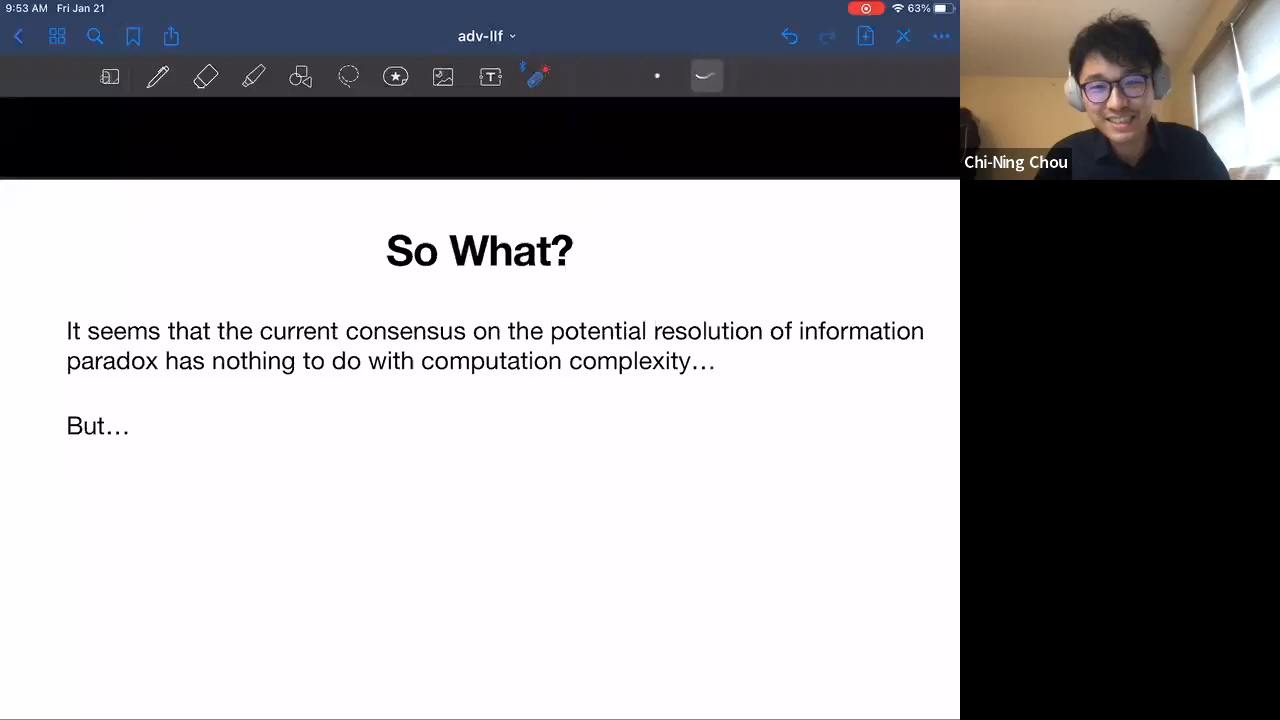 9:53 AM Fri Jan 21
63%
adv-llf
T
Chi-Ning Chou
So What?
It seems that the current consensus on the potential resolution of information
paradox has nothing to do with computation complexity…
But…